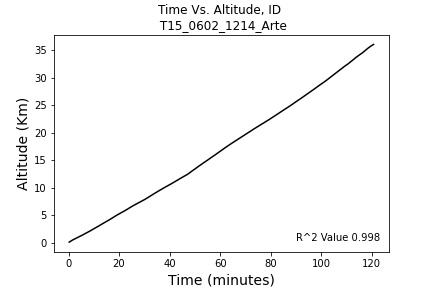 Time Vs. Altitude, ID
T15_0602_1214_Arte
Altitude (Km)
35
30
25
20
15
10
5
0
R^2 Value 0.998
0 20 40 60 80 100 120
Time (minutes)